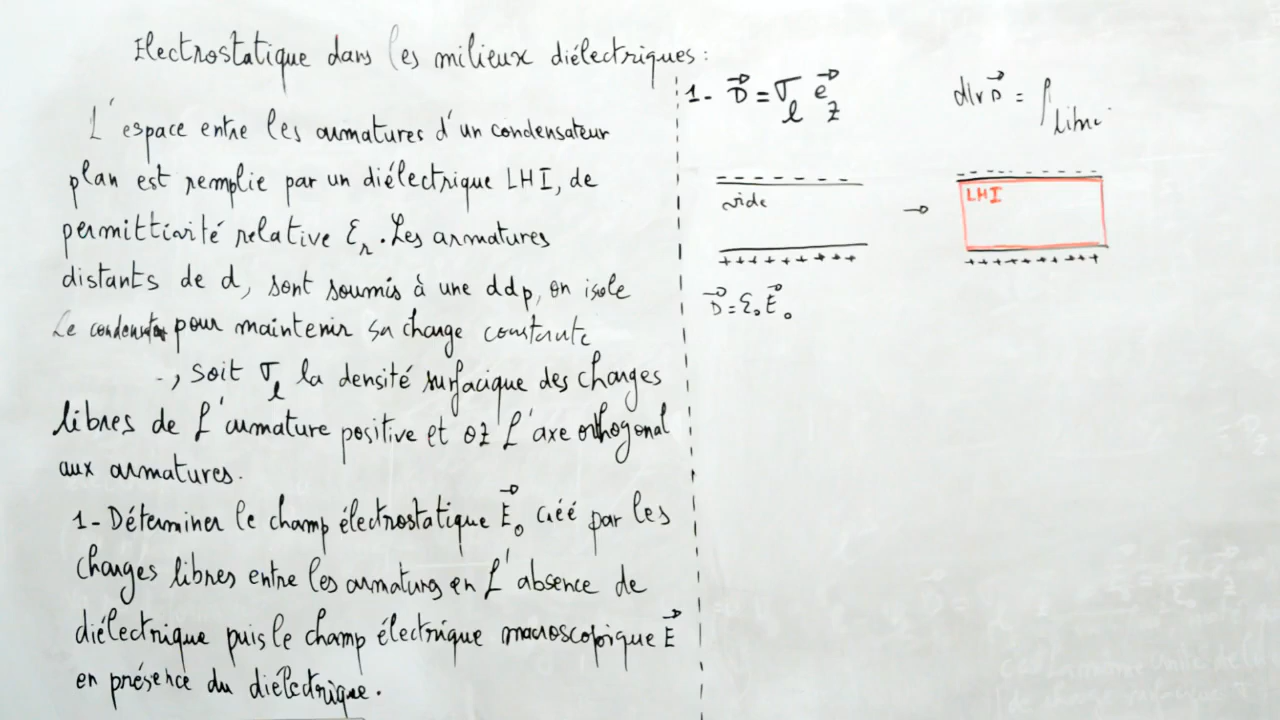 Electrostatique dans les milieux diélectriques:
L'espace entre les armatures d'un condensateur
plan est remplie par un diélectrique LHI, de
permittivité relative εr. Les armatures
distants de d, sont soumis à une ddp, on isole
Le pour maintenir sa charge constante
, soit σl la densité surfacique des charges
libres de l'armature positive et oz l'axe orthogonal
aux armatures.
1- Déterminer le champ électrostatique E⃗₀ créé par les
charges libres entre les armatures en l'absence de
diélectrique puis le champ électrique macroscopique E⃗
en présence du diélectrique.
1- D⃗ = σl e⃗z
div D⃗ = ρlibre
- - - - - - - -
vide
+ + + + + + + + +
→
- - - - - - - -
LHI
+ + + + + + + + +
D⃗ = ε₀ E⃗₀